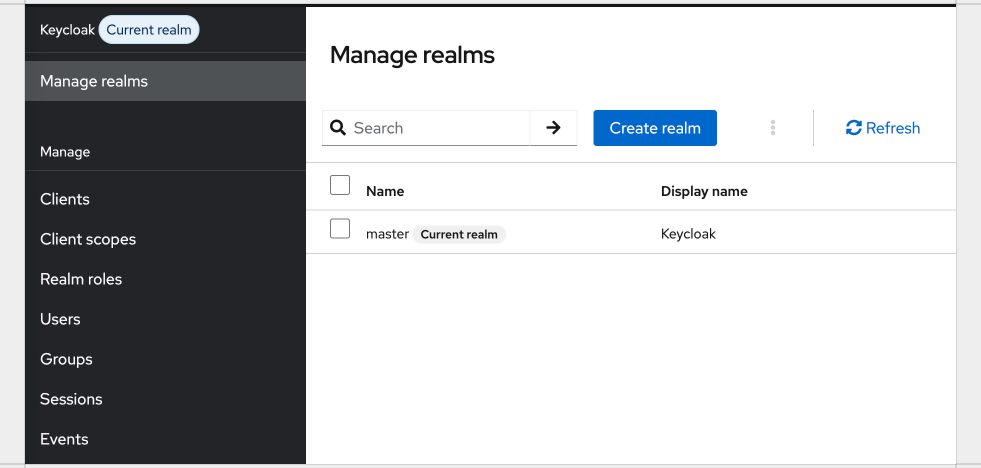 Keycloak Current realm
Manage realms
Manage
Clients
Client scopes
Realm roles
Users
Groups
Sessions
Events
Manage realms
Search Create realm Refresh
Name Display name
master Current realm Keycloak